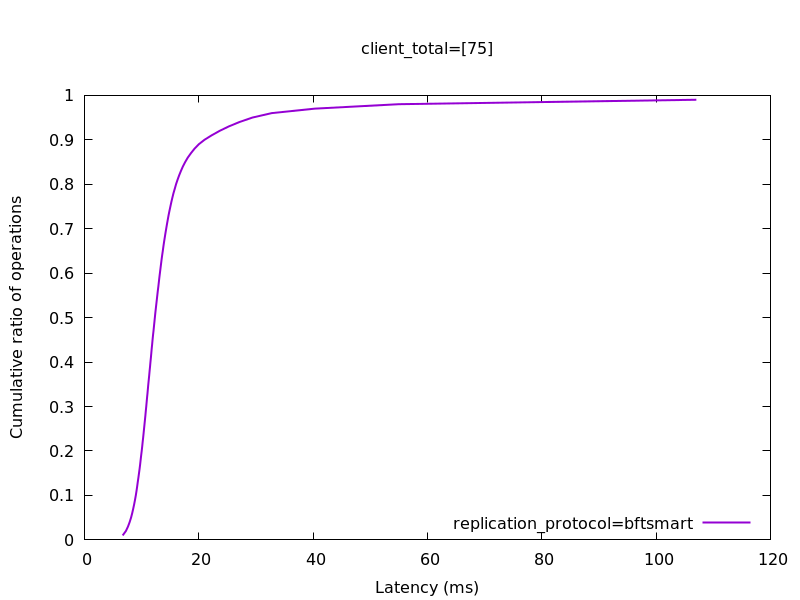 client_total=[75]
1
0.9
0.8
0.7
0.6
0.5
0.4
0.3
0.2
0.1
0
Cumulative ratio of operations
replication_protocol=bftsmart
0 20 40 60 80 100 120
Latency (ms)